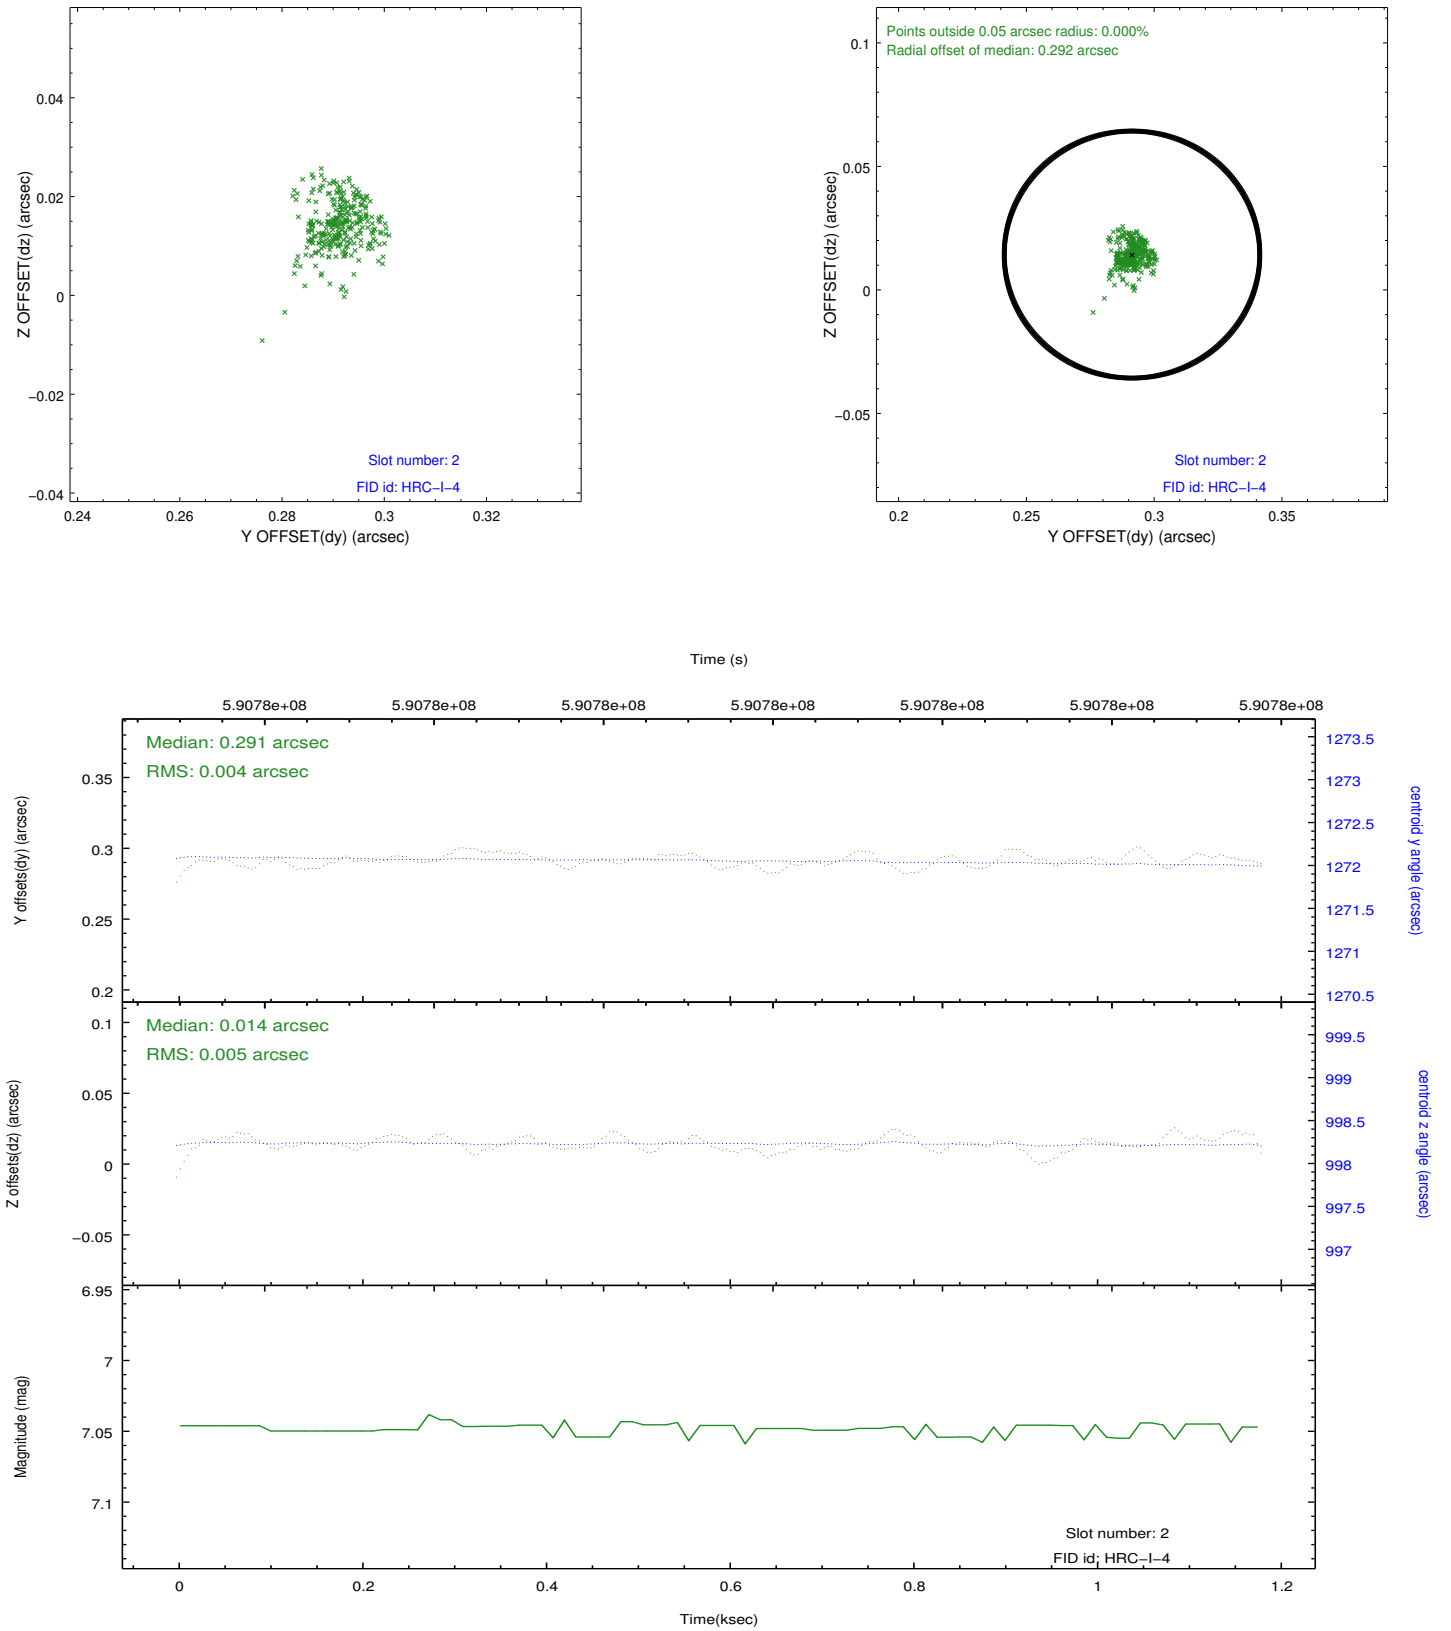 0.04
0.02
0
−0.02
−0.04
Z OFFSET(dz) (arcsec)
Slot number: 2
FID id: HRC−I−4
0.24
0.26
0.28
0.3
0.32
Y OFFSET(dy) (arcsec)
Points outside 0.05 arcsec radius: 0.000%
Radial offset of median: 0.292 arcsec
0.1
0.05
0
−0.05
Z OFFSET(dz) (arcsec)
Slot number: 2
FID id: HRC−I−4
0.2
0.25
0.3
0.35
Y OFFSET(dy) (arcsec)
Time (s)
5.9078e+08
5.9078e+08
5.9078e+08
5.9078e+08
5.9078e+08
5.9078e+08
5.9078e+08
Median: 0.291 arcsec
RMS: 0.004 arcsec
0.35
0.3
0.25
0.2
Y offsets(dy) (arcsec)
1273.5
1273
1272.5
1272
1271.5
1271
1270.5
centroid y angle (arcsec)
Median: 0.014 arcsec
RMS: 0.005 arcsec
0.1
0.05
0
−0.05
Z offsets(dz) (arcsec)
999.5
999
998.5
998
997.5
997
centroid z angle (arcsec)
6.95
7
7.05
7.1
Magnitude (mag)
Slot number: 2
FID id: HRC−I−4
0
0.2
0.4
0.6
0.8
1
1.2
Time(ksec)